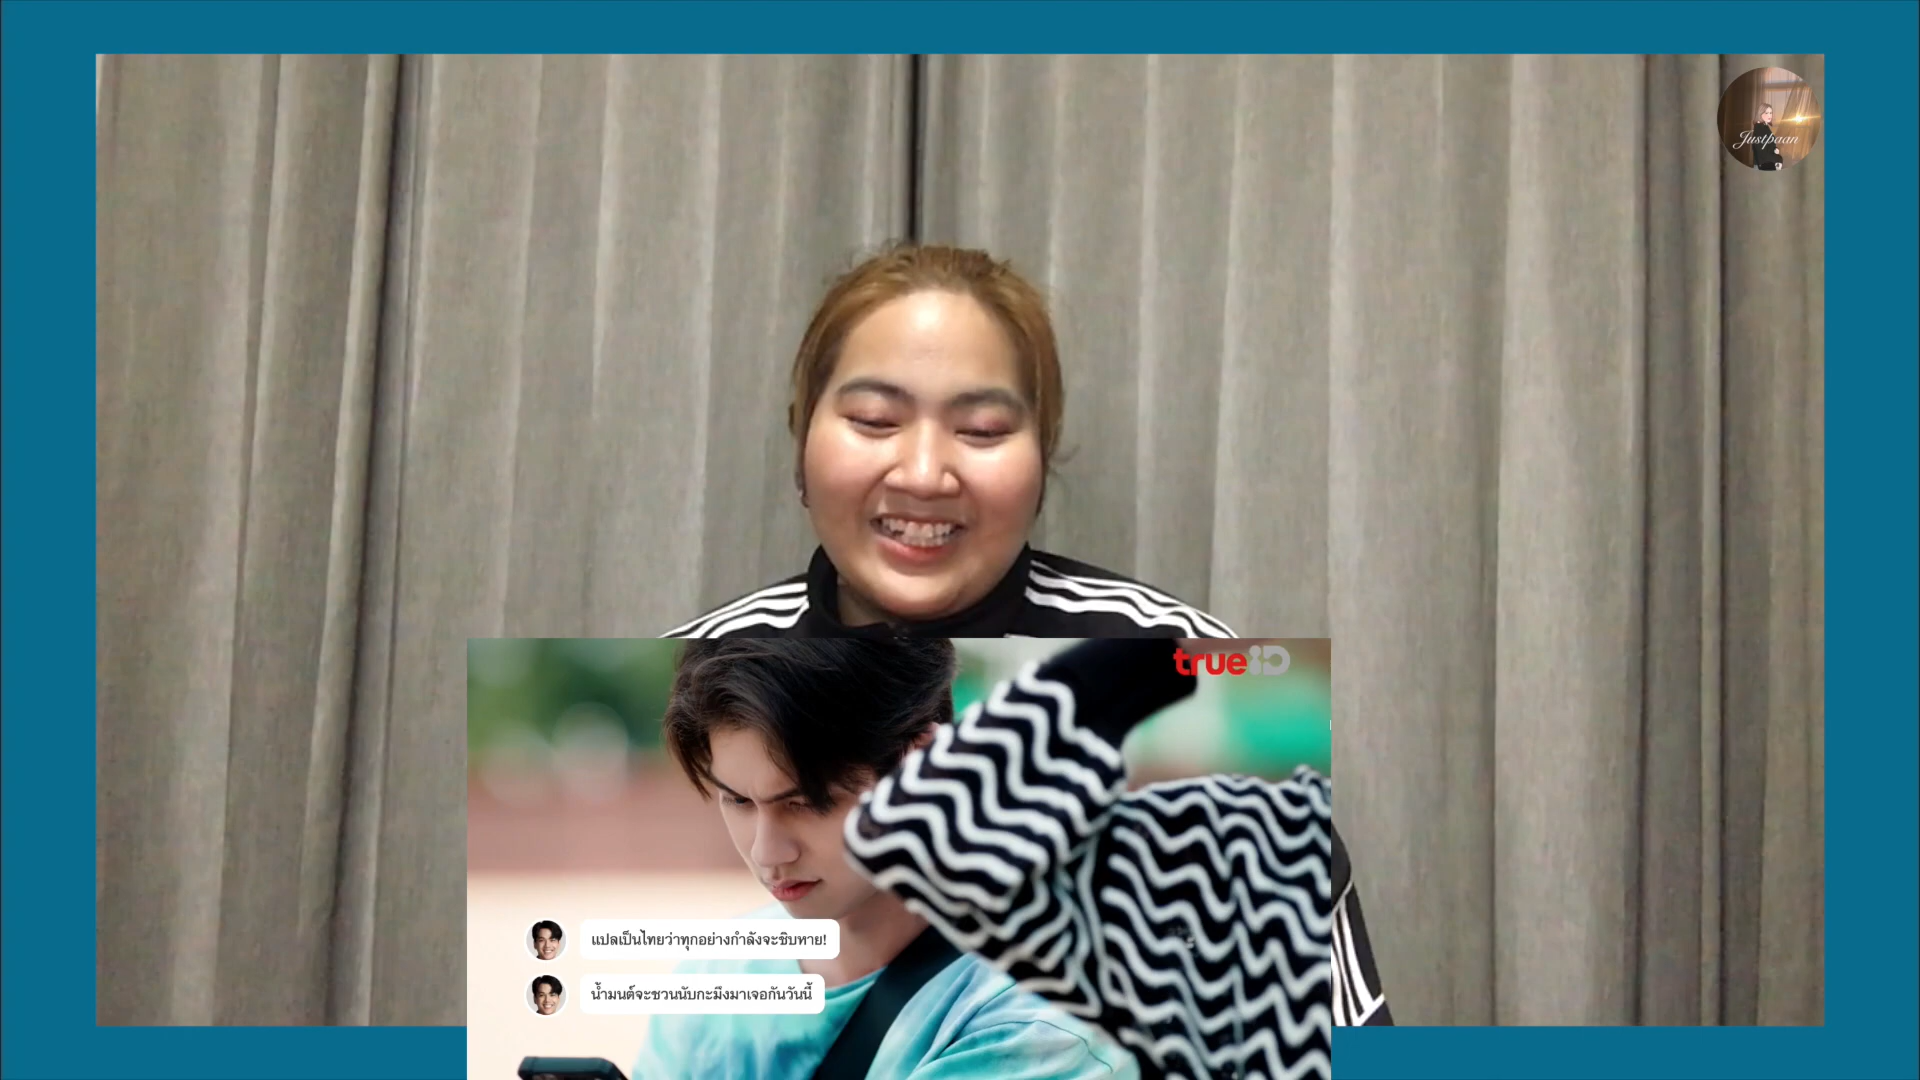 Justpaan
trueID
แปลเป็นไทยว่าทุกอย่างกำลังจะชิบหาย!
น้ำมนต์จะชวนนับกะมึงมาเจอกันวันนี้